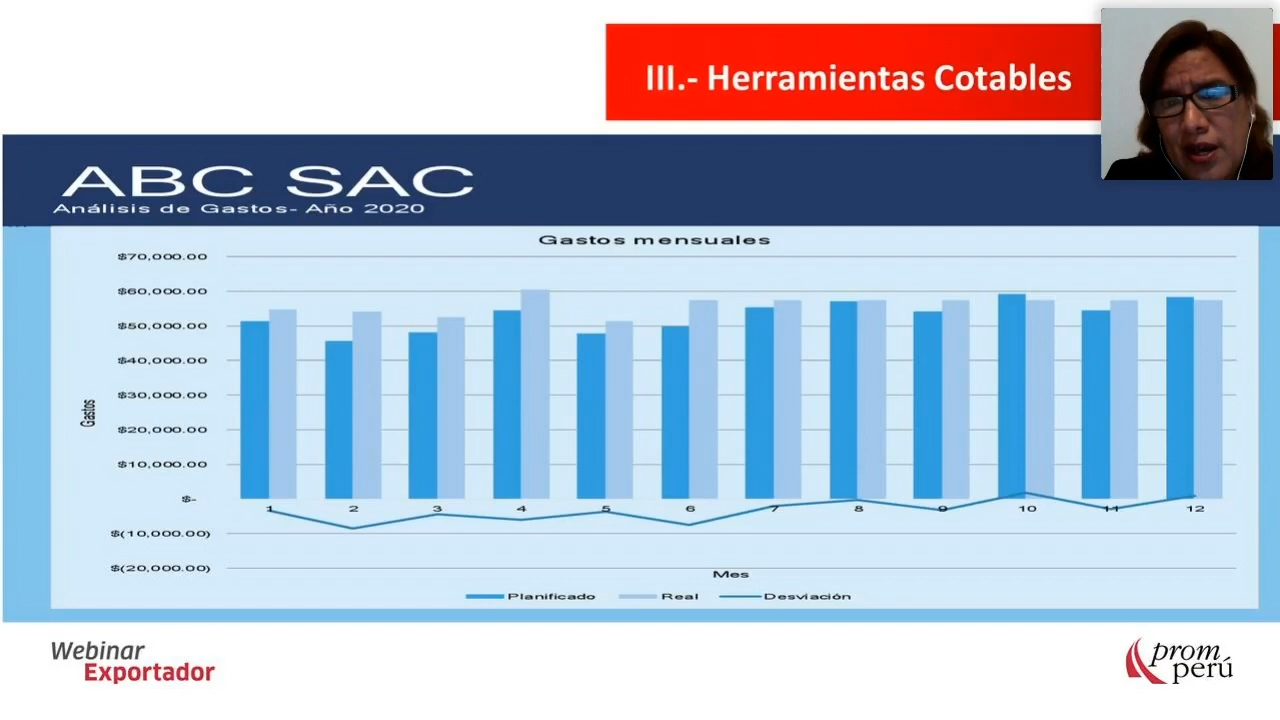 III.- Herramientas Cotables
ABC SAC
Análisis de Gastos- Año 2020
Gastos mensuales
$70,000.00
$60,000.00
$50,000.00
$40,000.00
$30,000.00
$20,000.00
$10,000.00
$-
$(10,000.00)
$(20,000.00)
Gastos
1 2 3 4 5 6 7 8 9 10 11 12
Mes
Planificado Real Desviación
Webinar
Exportador
prom
perú